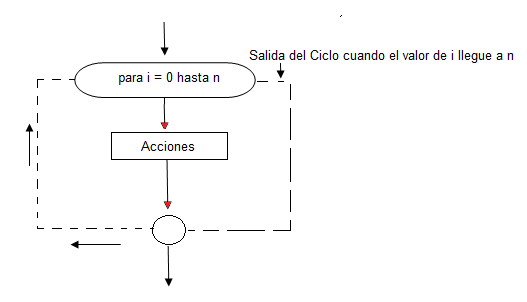 Salida del Ciclo cuando el valor de i llegue a n
para i = 0 hasta n
Acciones